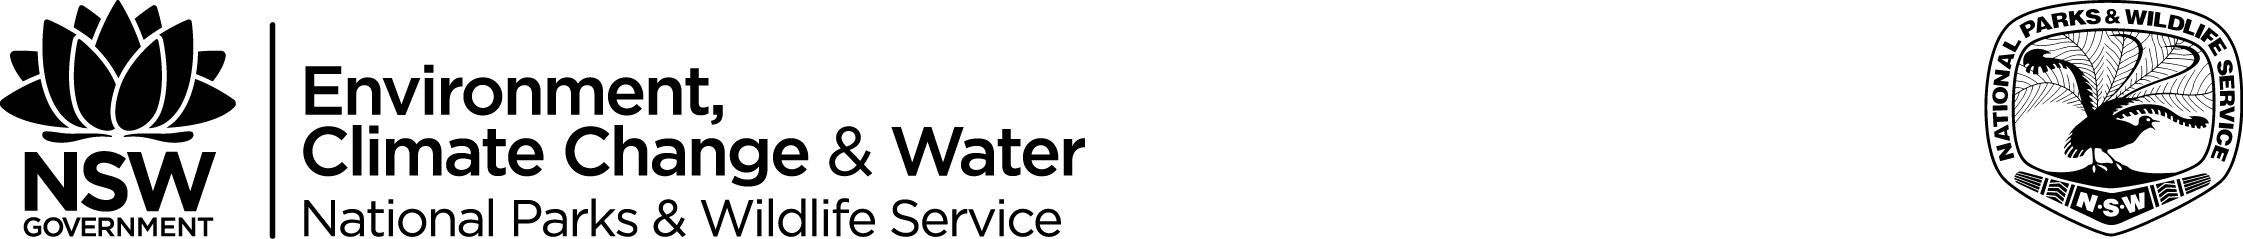 NSW
GOVERNMENT
Environment,
Climate Change & Water
National Parks & Wildlife Service
NATIONAL PARKS & WILDLIFE SERVICE
N·S·W